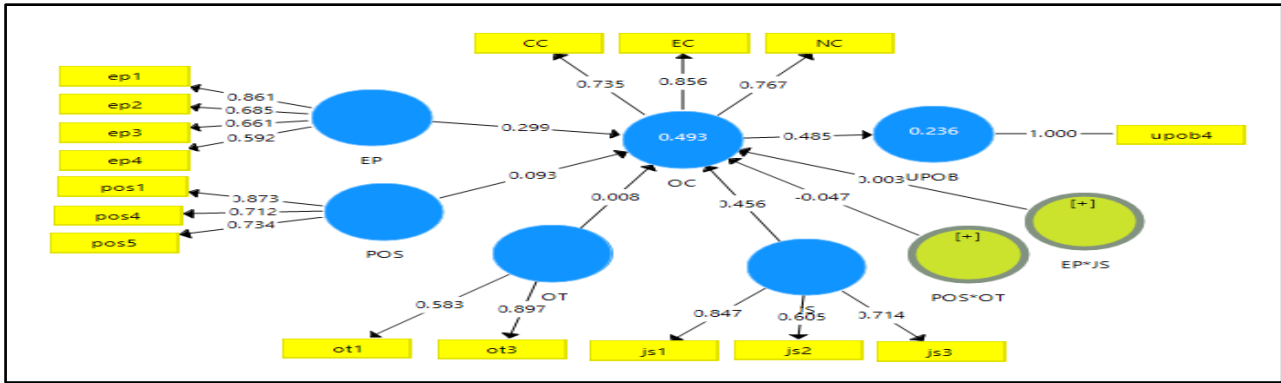 CC
EC
NC
ep1
ep2
ep3
ep4
0.861
0.685
0.661
0.592
EP
0.735
0.856
0.767
0.299
0.493
OC
0.485
0.236
UPOB
1.000
upob4
pos1
pos4
pos5
0.873
0.712
0.734
POS
0.093
0.008
0.456
-0.047
0.003
[+]
EP*JS
[+]
POS*OT
OT
0.583
0.897
ot1
ot3
JS
0.847
0.605
0.714
js1
js2
js3